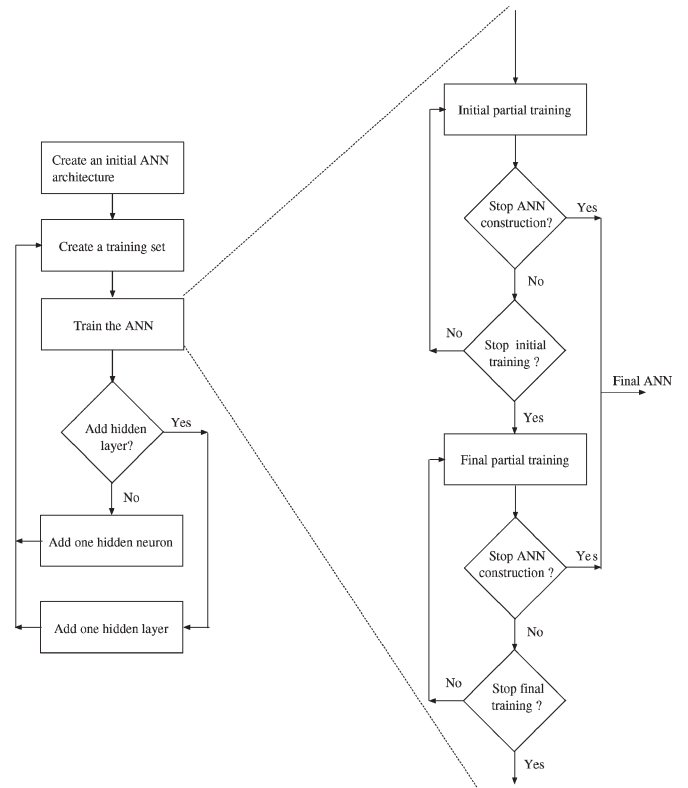 Create an initial ANN
architecture
Create a training set
Train the ANN
Add hidden
layer?
Yes
No
Add one hidden neuron
Add one hidden layer
Initial partial training
Stop ANN
construction?
Yes
No
Stop initial
training ?
No
Yes
Final ANN
Final partial training
Stop ANN
construction ?
Yes
No
Stop final
training ?
No
Yes